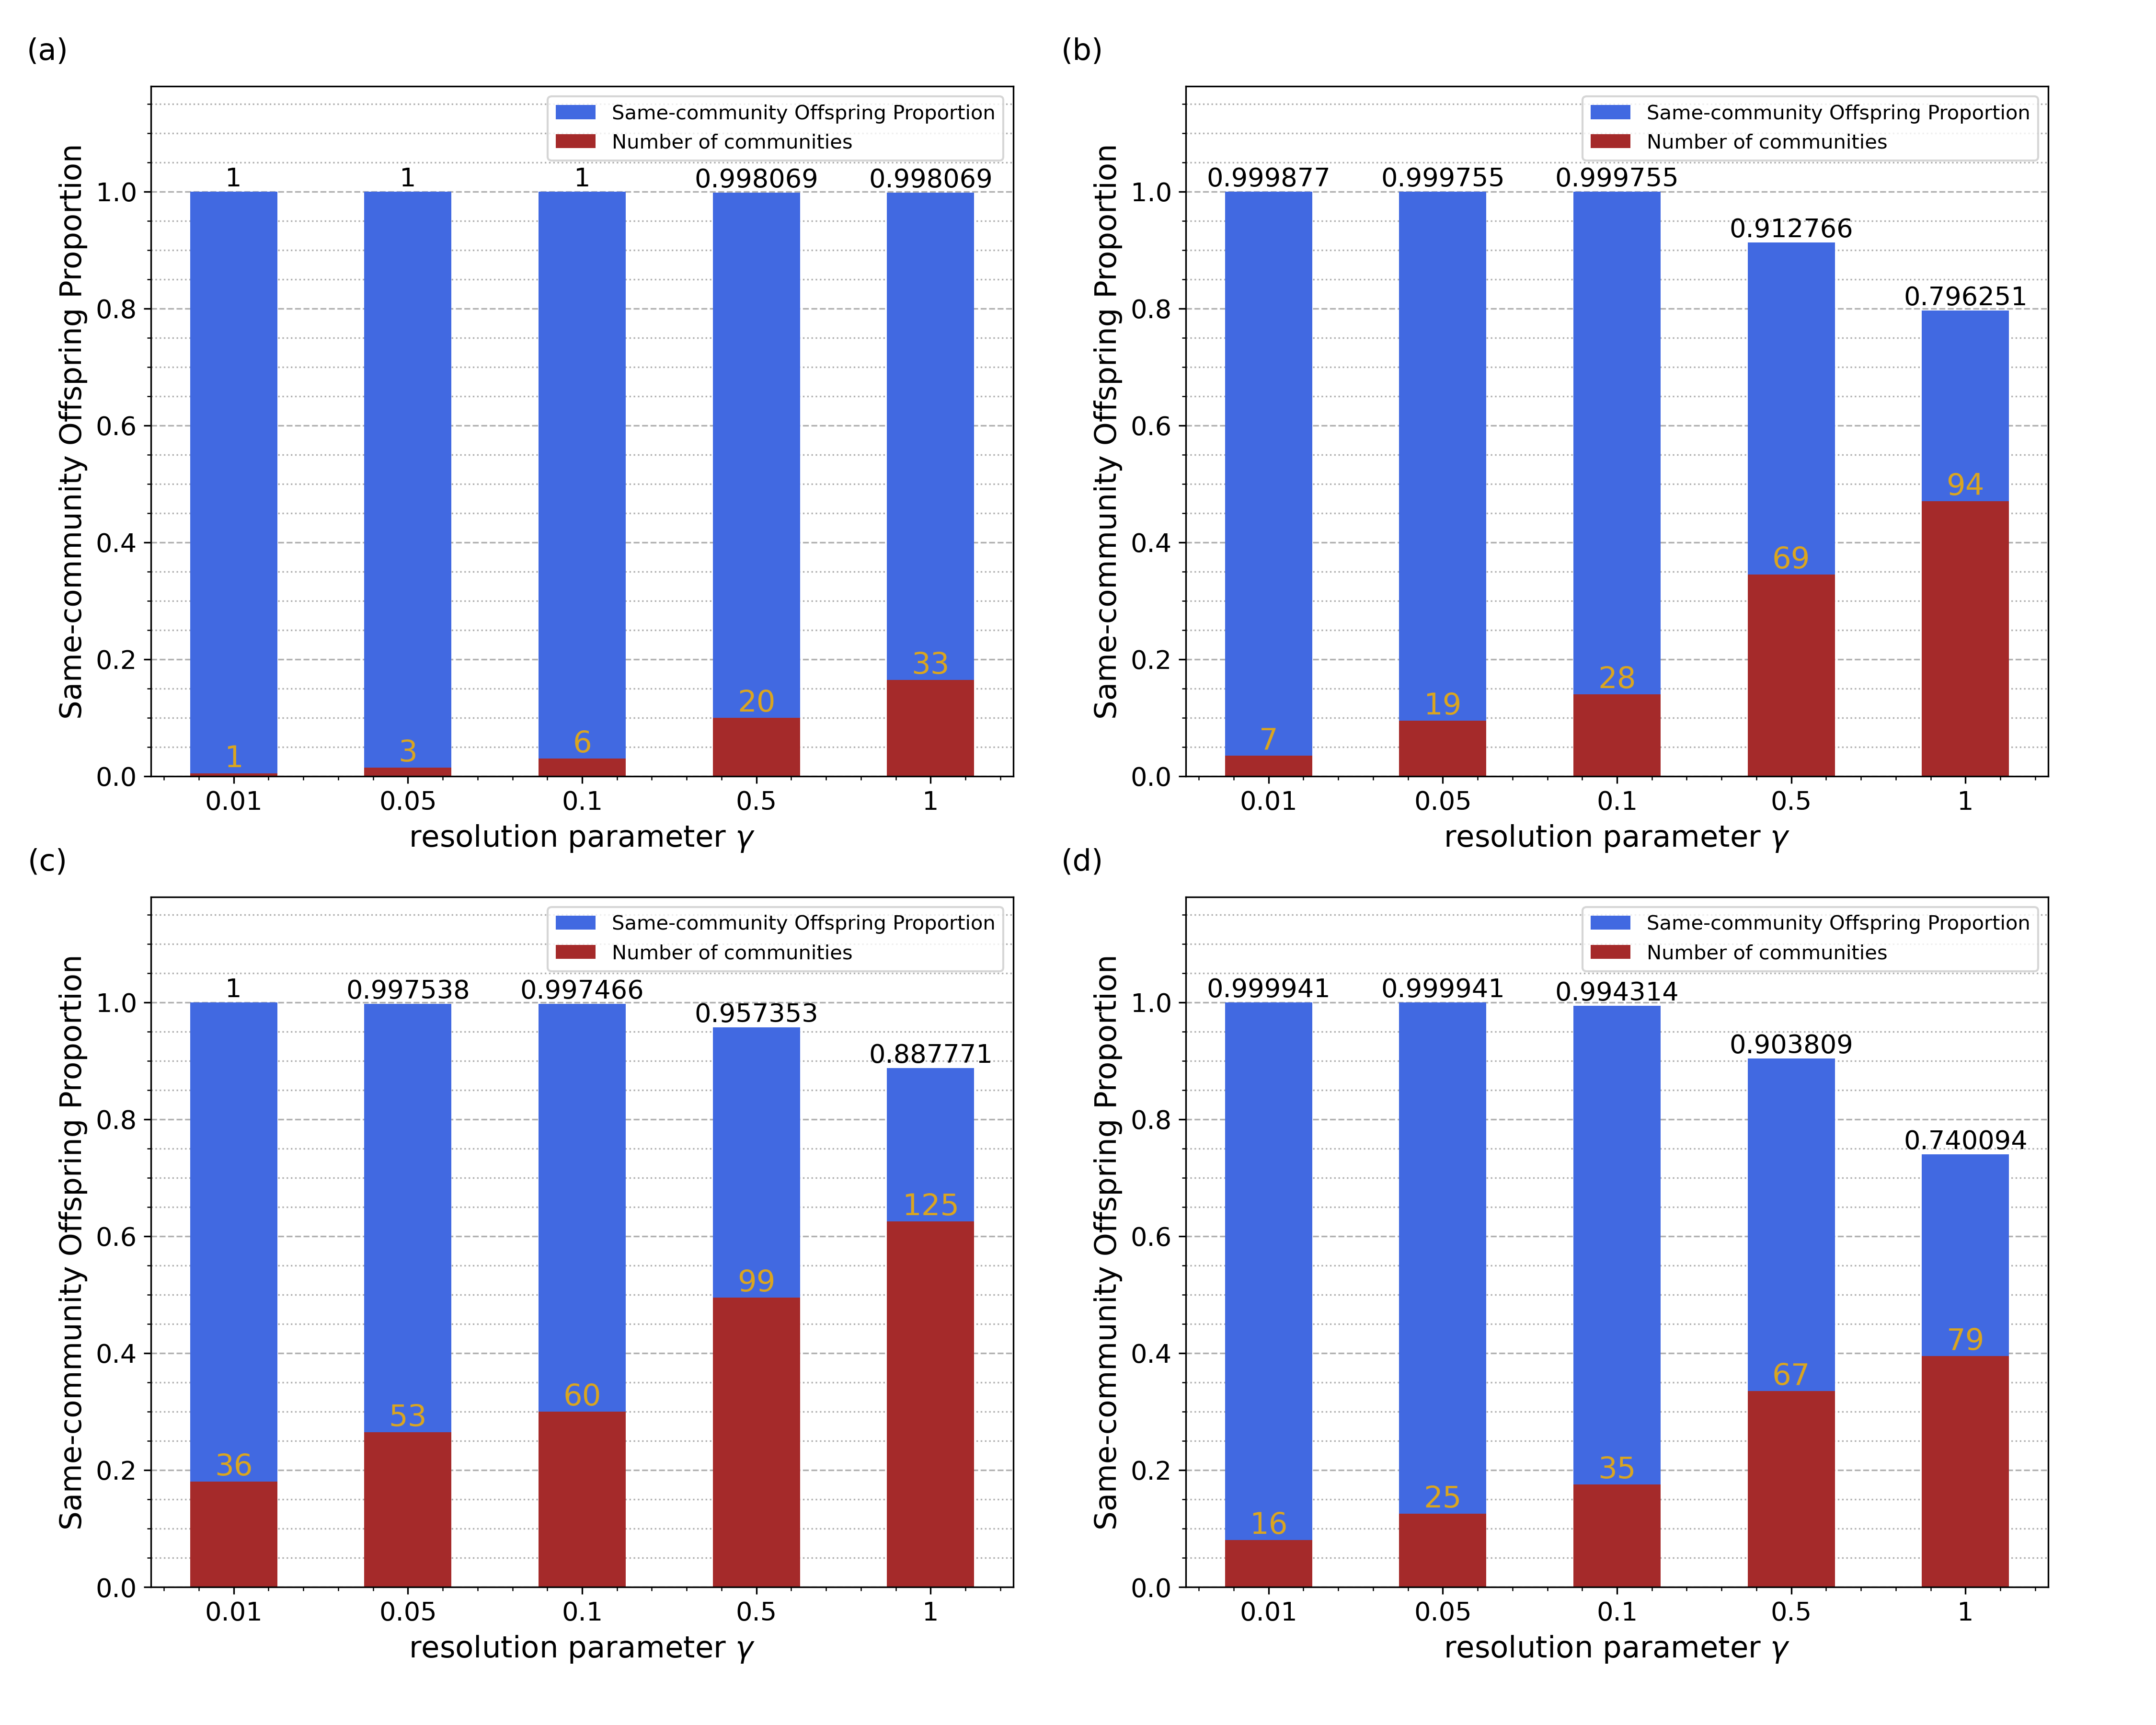 (a)
Same-community Offspring Proportion
Number of communities
1 1 1 0.998069 0.998069
1.0
0.8
0.6
0.4
0.2
0.0
1 3 6 20 33
0.01 0.05 0.1 0.5 1
resolution parameter γ
Same-community Offspring Proportion
(b)
Same-community Offspring Proportion
Number of communities
0.999877 0.999755 0.999755 0.912766 0.796251
1.0
0.8
0.6
0.4
0.2
0.0
7 19 28 69 94
0.01 0.05 0.1 0.5 1
resolution parameter γ
Same-community Offspring Proportion
(c)
Same-community Offspring Proportion
Number of communities
1 0.997538 0.997466 0.957353 0.887771
1.0
0.8
0.6
0.4
0.2
0.0
36 53 60 99 125
0.01 0.05 0.1 0.5 1
resolution parameter γ
Same-community Offspring Proportion
(d)
Same-community Offspring Proportion
Number of communities
0.999941 0.999941 0.994314 0.903809 0.740094
1.0
0.8
0.6
0.4
0.2
0.0
16 25 35 67 79
0.01 0.05 0.1 0.5 1
resolution parameter γ
Same-community Offspring Proportion